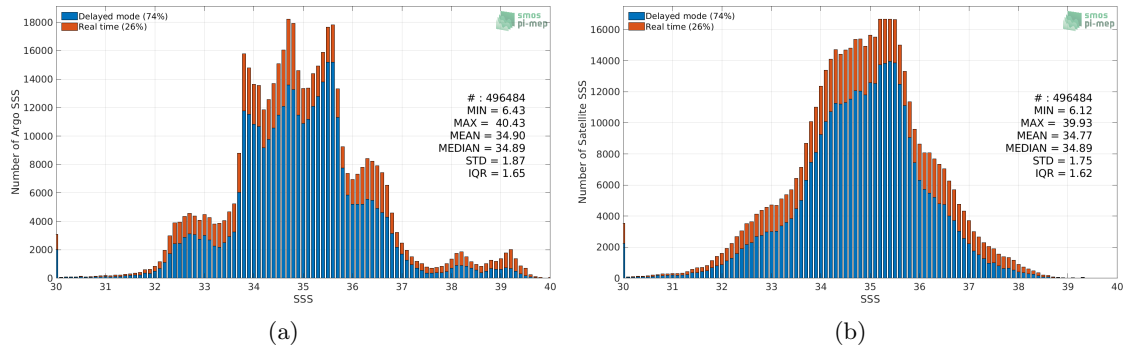 Delayed mode (74%)
Real time (26%)
smos
pi-mep
Number of Argo SSS
18000
16000
14000
12000
10000
8000
6000
4000
2000
0
# : 496484
MIN = 6.43
MAX = 40.43
MEAN = 34.90
MEDIAN = 34.89
STD = 1.87
IQR = 1.65
30 31 32 33 34 35 36 37 38 39 40
SSS
(a)
Delayed mode (74%)
Real time (26%)
smos
pi-mep
Number of Satellite SSS
16000
14000
12000
10000
8000
6000
4000
2000
0
# : 496484
MIN = 6.12
MAX = 39.93
MEAN = 34.77
MEDIAN = 34.89
STD = 1.75
IQR = 1.62
30 31 32 33 34 35 36 37 38 39 40
SSS
(b)